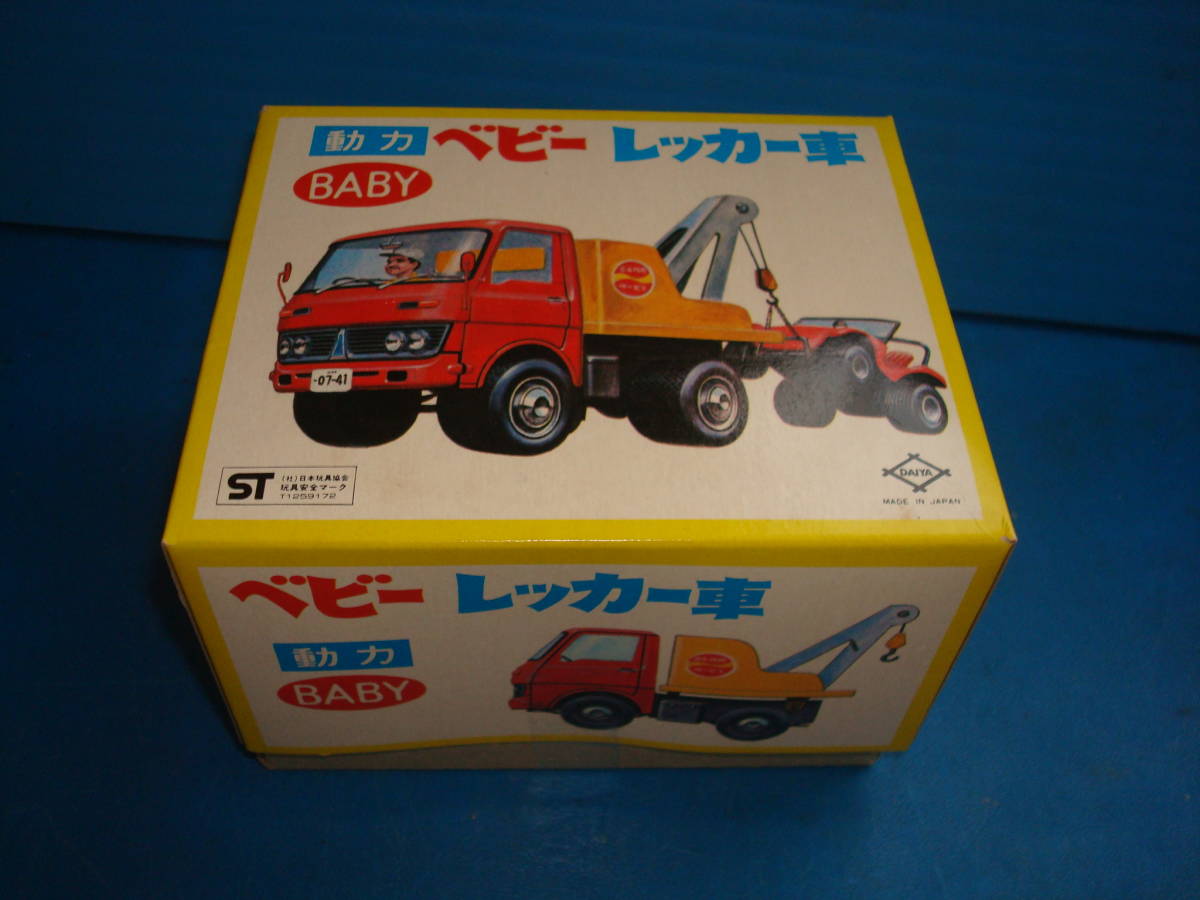 動力 ベビー レッカー車
BABY
-07-41
ST
(社)日本玩具協会
玩具安全マーク
T1259172
DAIYA
MADE IN JAPAN
ベビー レッカー車
動力
BABY